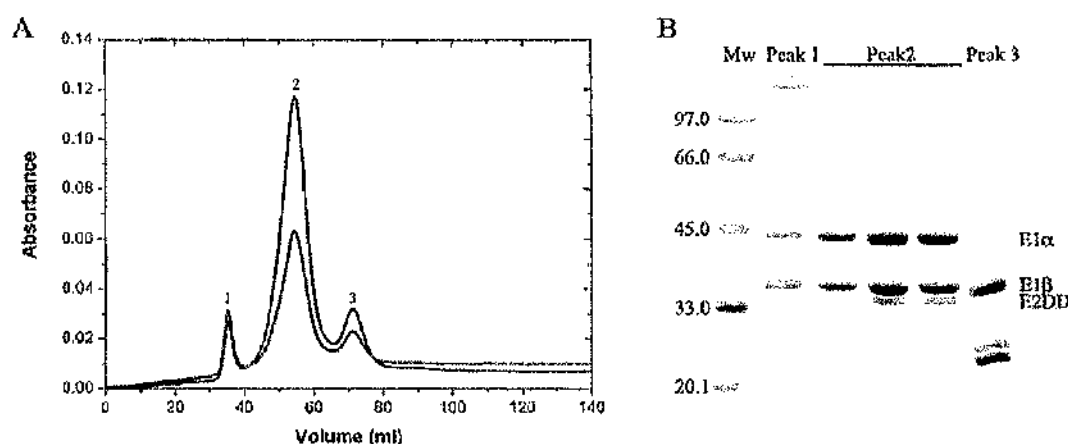 A
0.14
0.12
0.10
0.08
0.06
0.04
0.02
0.00
Absorbance
1
2
3
0 20 40 60 80 100 120 140
Volume (ml)
B
Mw Peak 1 Peak2 Peak 3
97.0
66.0
45.0
33.0
20.1
E1α
E1β
E2DD